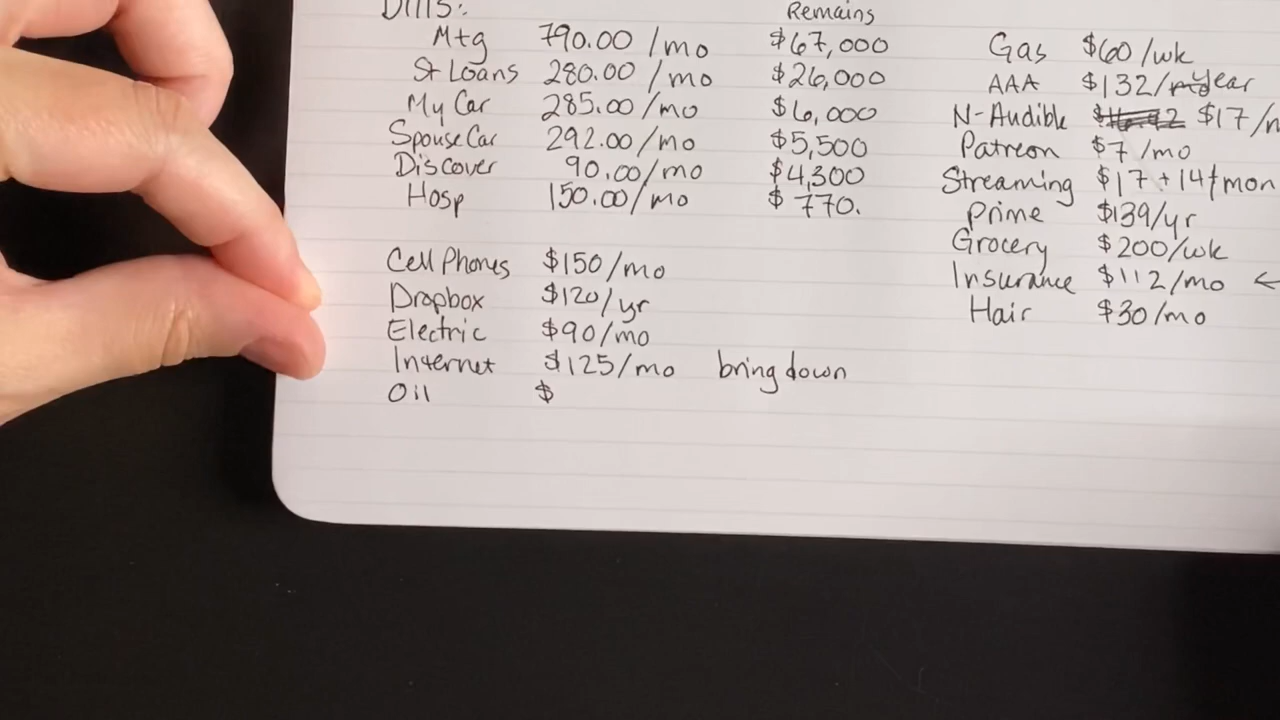 Bills:
Remains
Mtg 790.00 /mo $67,000
St Loans 280.00 /mo $26,000
My Car 285.00/mo $6,000
Spouse Car 292.00/mo $5,500
Discover 90.00/mo $4,300
Hosp 150.00/mo $770.
Cell Phones $150/mo
Dropbox $120/yr
Electric $90/mo
Internet $125/mo bring down
Oil $
Gas $60/wk
AAA $132/year
N-Audible $17/m
Patreon $7/mo
Streaming $17 + 14/mon
Prime $139/yr
Grocery $200/wk
Insurance $112/mo ←
Hair $30/mo